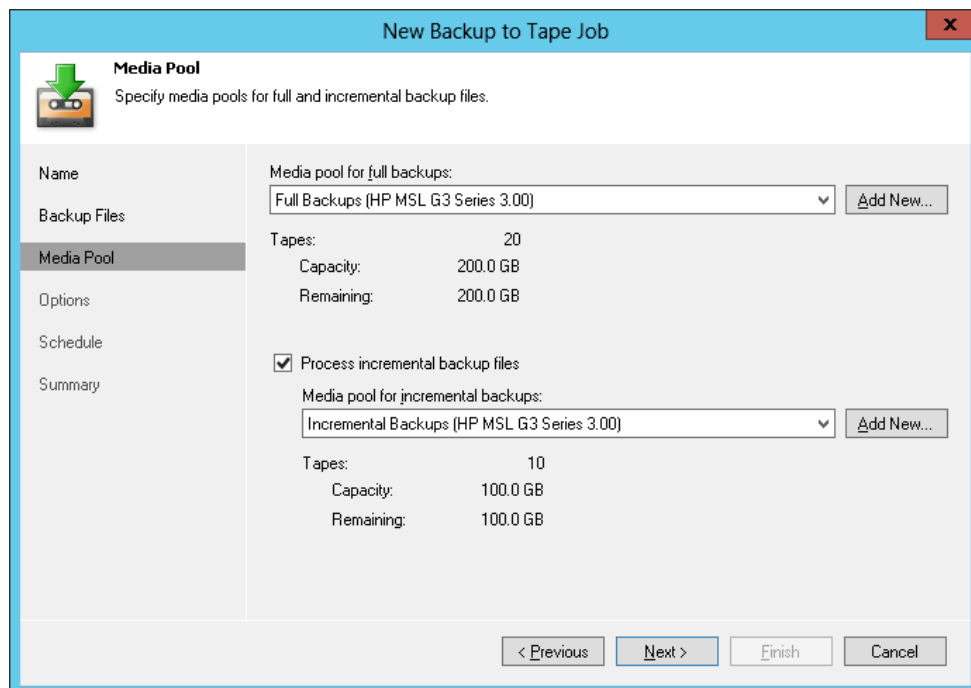 New Backup to Tape Job
x
Media Pool
Specify media pools for full and incremental backup files.
Name
Backup Files
Media Pool
Options
Schedule
Summary
Media pool for full backups:
Full Backups (HP MSL G3 Series 3.00)
Add New...
Tapes: 20
Capacity: 200.0 GB
Remaining: 200.0 GB
Process incremental backup files
Media pool for incremental backups:
Incremental Backups (HP MSL G3 Series 3.00)
Add New...
Tapes: 10
Capacity: 100.0 GB
Remaining: 100.0 GB
< Previous
Next >
Finish
Cancel